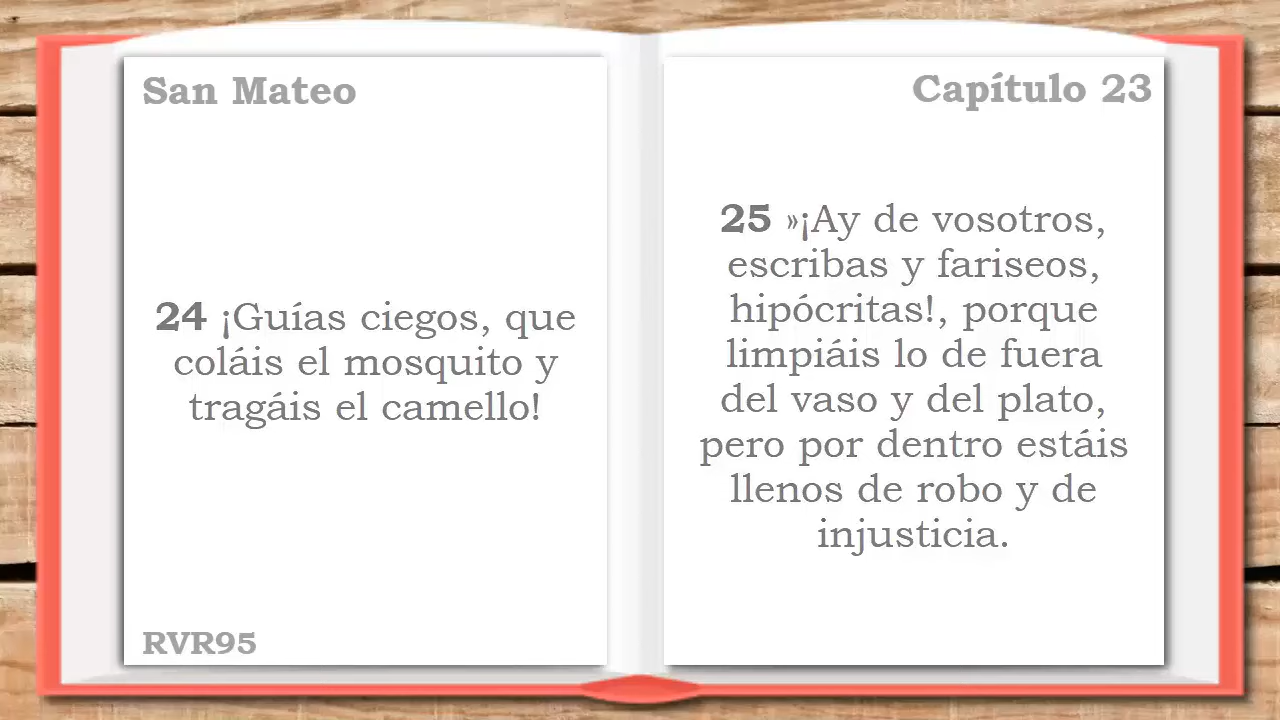 San Mateo
24 ¡Guías ciegos, que
coláis el mosquito y
tragáis el camello!
RVR95
Capítulo 23
25 »¡Ay de vosotros,
escribas y fariseos,
hipócritas!, porque
limpiáis lo de fuera
del vaso y del plato,
pero por dentro estáis
llenos de robo y de
injusticia.